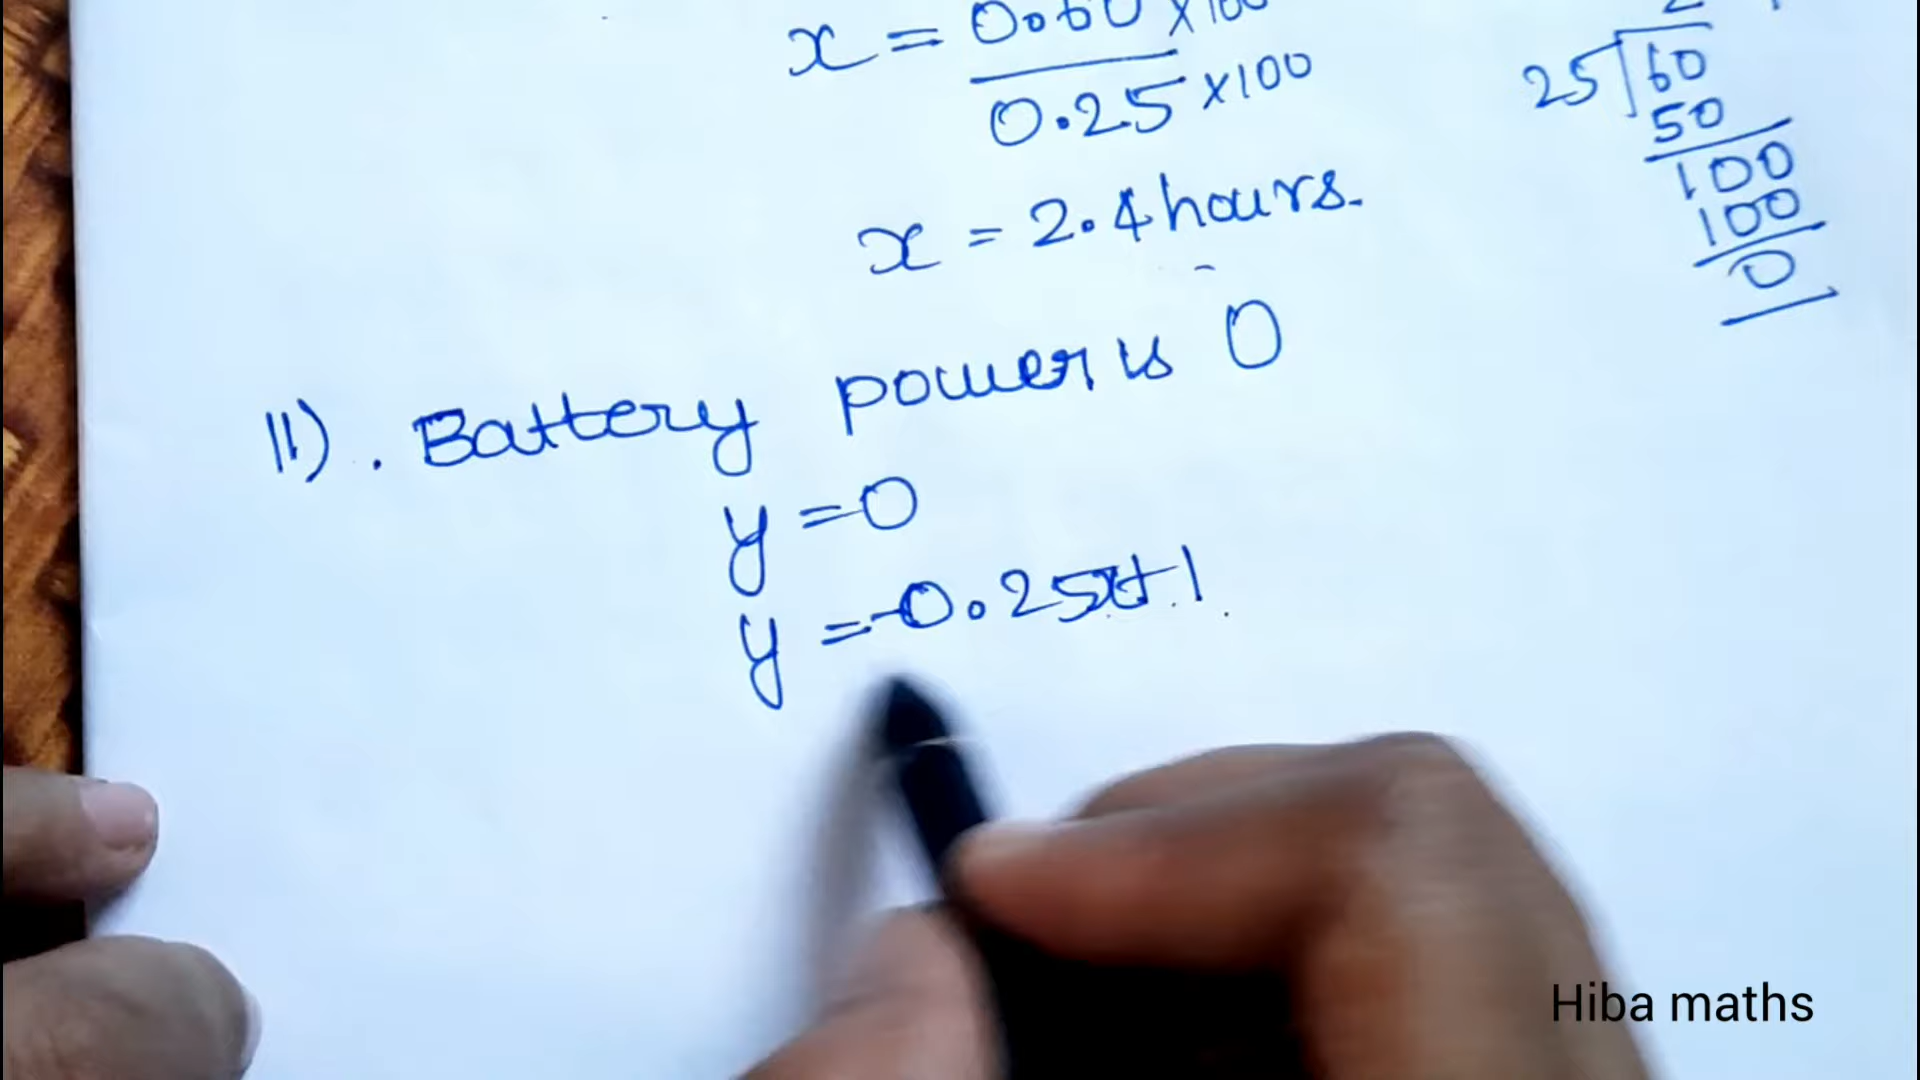 x = 0.60 x 100
0.25 x 100
25 60
50
100
100
0
x = 2.4 hours.
II). Battery power is 0
y = 0
y = -0.25x + 1
Hiba maths